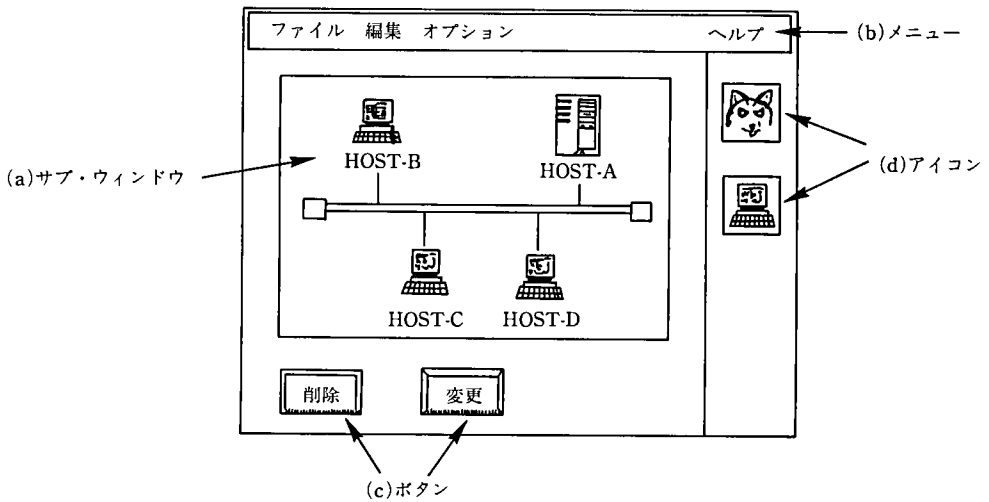 ファイル 編集 オプション ヘルプ
(b)メニュー
HOST-B
HOST-A
(a)サブ・ウィンドウ
(d)アイコン
HOST-C
HOST-D
削除
変更
(c)ボタン